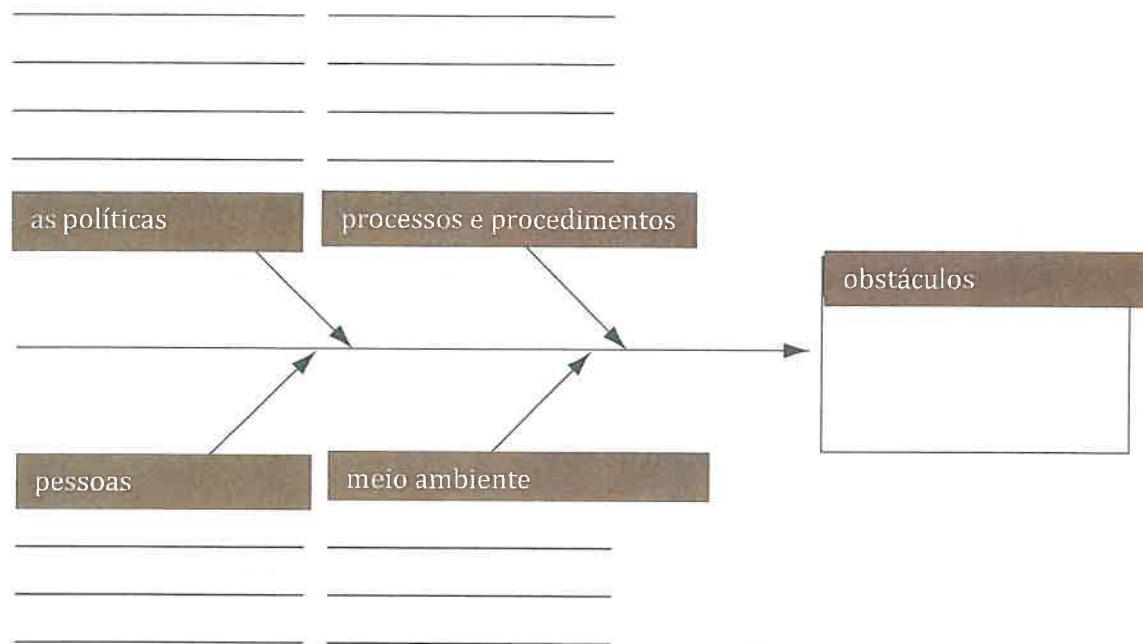 as políticas
processos e procedimentos
obstáculos
pessoas
meio ambiente